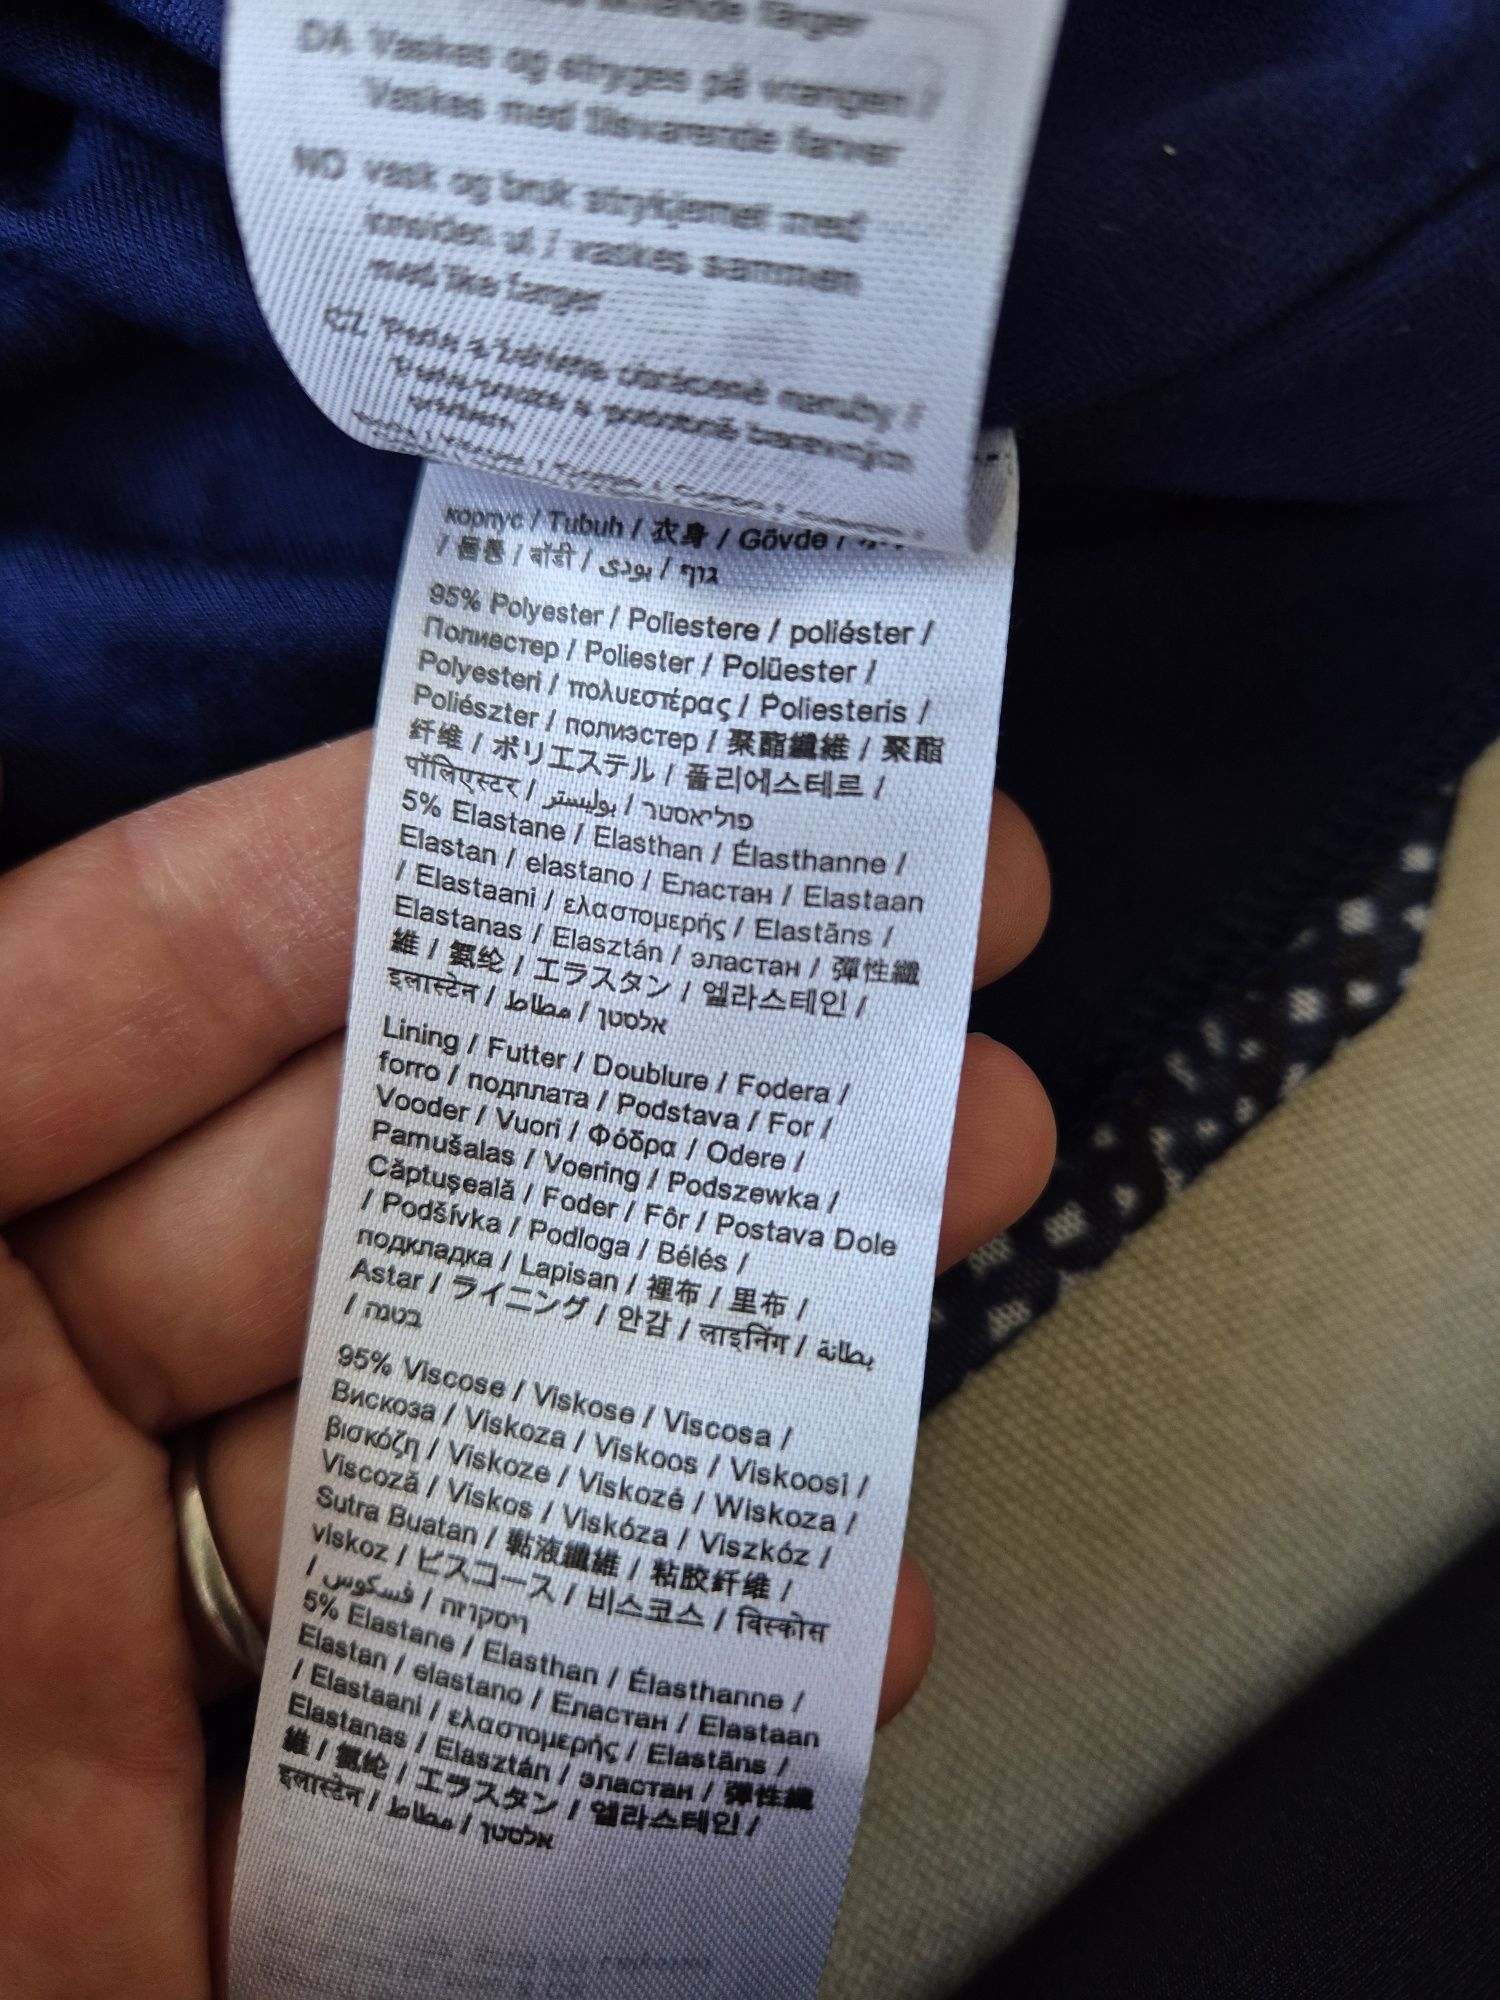 färger
DA Vaskes og stryges på vrangen /
Vaskes med tilsvarende farver
NO vask og bruk strykjernet med
innsiden ut / vaskes sammen
med like farger
корпус / Tubuh / 衣身 / Gövde /
/ 몸통 / बॉडी / بودي / גוף
95% Polyester / Poliestere / poliéster /
Полиестер / Poliester / Polüester /
Polyesteri / πολυεστέρας / Poliesteris /
Poliészter / полиэстер / 聚酯纖維 / 聚酯
纤维 / ポリエステル / 폴리에스테르 /
पॉलिएस्टर / بوليستر / פוליאסטר
5% Elastane / Elasthan / Élasthanne /
Elastan / elastano / Еластан / Elastaan
/ Elastaani / ελαστομερής / Elastāns /
Elastanas / Elasztán / эластан / 彈性纖
維 / 氨纶 / エラスタン / 엘라스테인 /
इलास्टेन / مطاط / אלסטן
Lining / Futter / Doublure / Fodera /
forro / подплата / Podstava / For /
Vooder / Vuori / Φόδρα / Odere /
Pamušalas / Voering / Podszewka /
Căptuşeală / Foder / Fôr / Postava Dole
/ Podšívka / Podloga / Bélés /
подкладка / Lapisan / 裡布 / 里布 /
Astar / ライニング / 안감 / लाइनिंग / بطانة
/ בטנה
95% Viscose / Viskose / Viscosa /
Вискоза / Viskoza / Viskoos / Viskoosi /
βισκόζη / Viskoze / Viskozė / Wiskoza /
Viscoză / Viskos / Viskóza / Viszkóz /
Sutra Buatan / 黏液纖維 / 粘胶纤维 /
viskoz / ビスコース / 비스코스 / विस्कोस
/ فسكوس / ויסקוזה
5% Elastane / Elasthan / Élasthanne /
Elastan / elastano / Еластан / Elastaan
/ Elastaani / ελαστομερής / Elastāns /
Elastanas / Elasztán / эластан / 彈性纖
維 / 氨纶 / エラスタン / 엘라스테인 /
इलास्टेन / مطاط / אלסטן